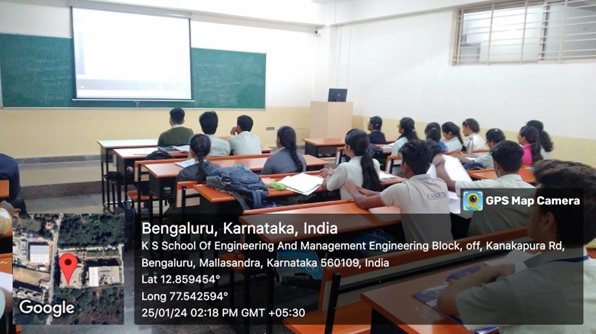 GPS Map Camera
Bengaluru, Karnataka, India
K S School Of Engineering And Management Engineering Block, off, Kanakapura Rd,
Bengaluru, Mallasandra, Karnataka 560109, India
Lat 12.859454°
Long 77.542594°
25/01/24 02:18 PM GMT +05:30
Google